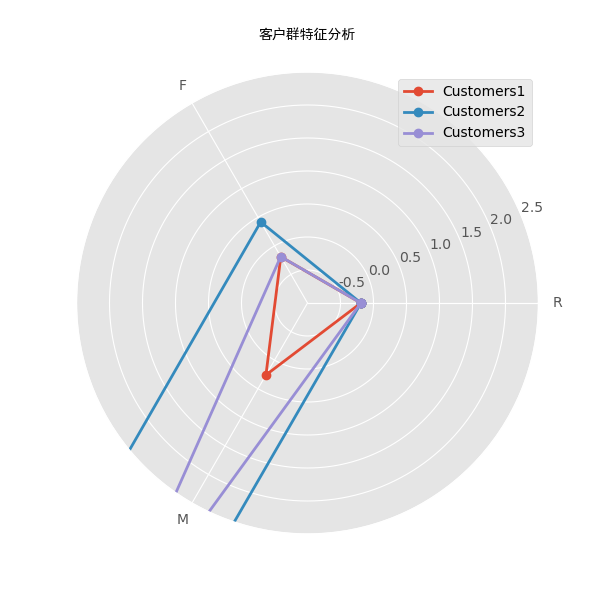 客户群特征分析
F
Customers1
Customers2
Customers3
2.5
2.0
1.5
1.0
0.5
0.0
-0.5
R
M